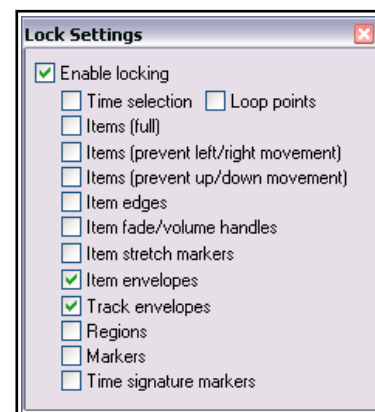 Lock Settings
Enable locking
Time selection Loop points
Items (full)
Items (prevent left/right movement)
Items (prevent up/down movement)
Item edges
Item fade/volume handles
Item stretch markers
Item envelopes
Track envelopes
Regions
Markers
Time signature markers